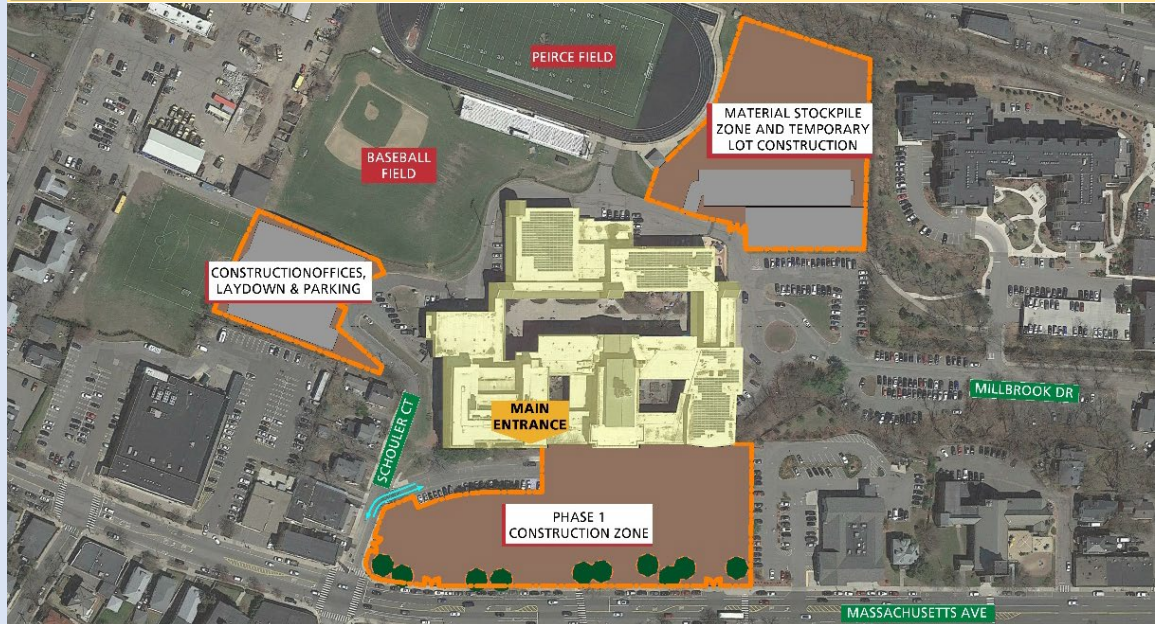 PEIRCE FIELD
MATERIAL STOCKPILE
ZONE AND TEMPORARY
LOT CONSTRUCTION
BASEBALL
FIELD
CONSTRUCTIONOFFICES,
LAYDOWN & PARKING
MILLBROOK DR
MAIN
ENTRANCE
SCHOULER CT
PHASE 1
CONSTRUCTION ZONE
MASSACHUSETTS AVE